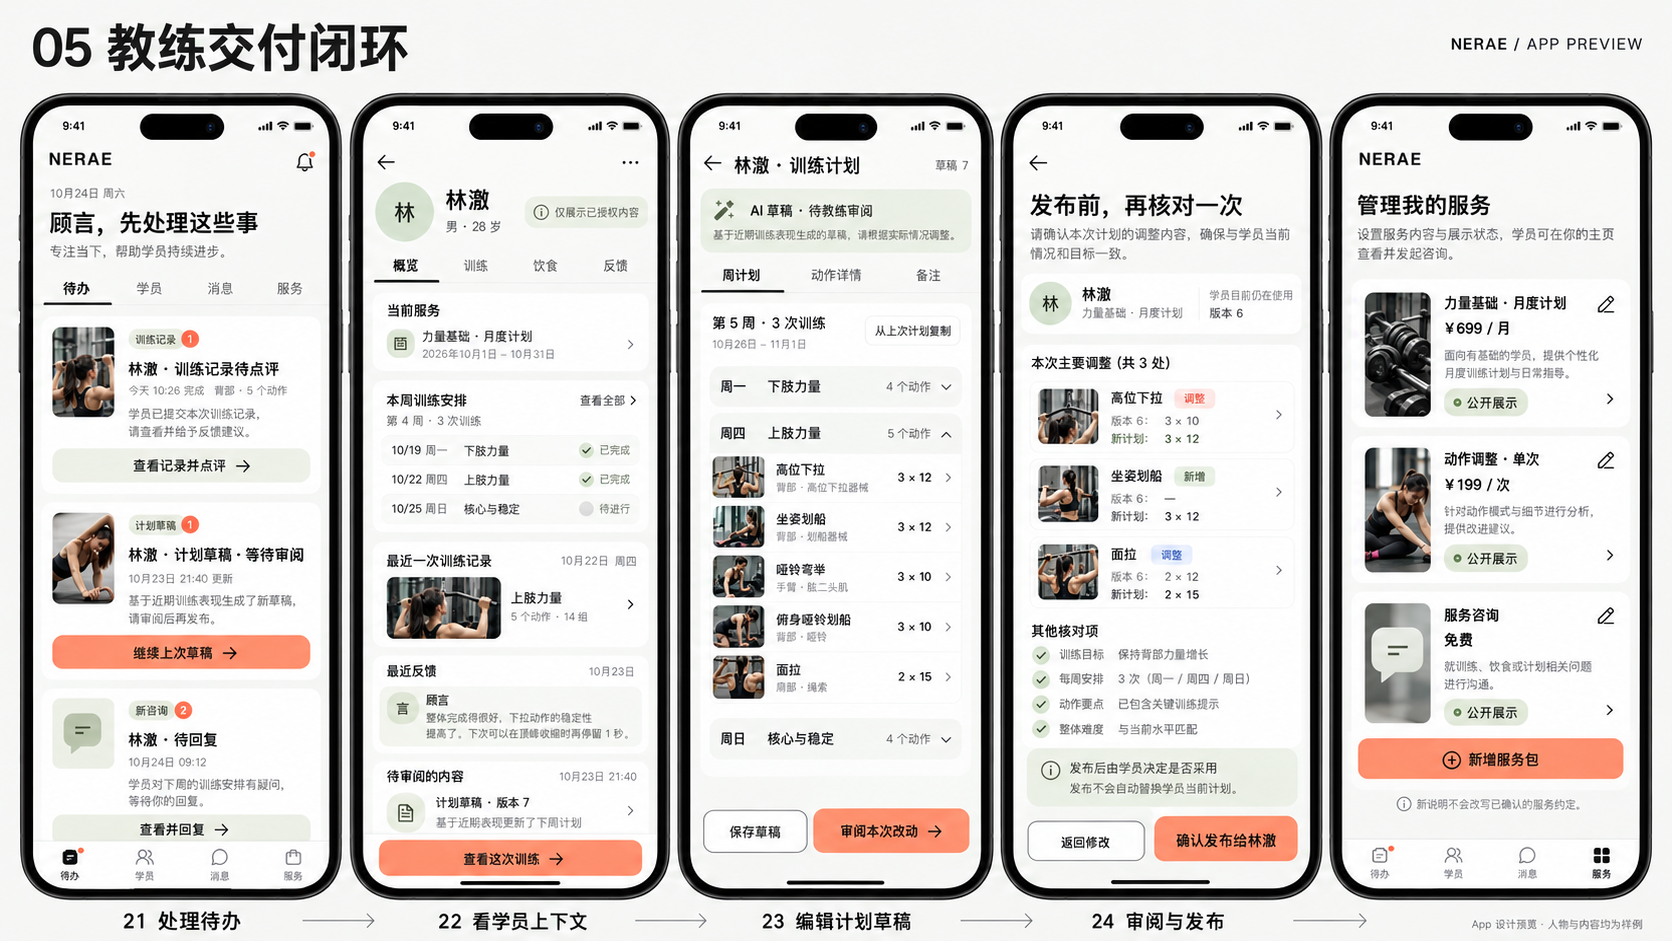 05 教练交付闭环
NERAE / APP PREVIEW
9:41
NERAE
10月24日 周六
顾言，先处理这些事
专注当下，帮助学员持续进步。
待办 学员 消息 服务
训练记录 1
林澈 · 训练记录待点评
今天 10:26 完成 背部 · 5 个动作
学员已提交本次训练记录，
请查看并给予反馈建议。
查看记录并点评 →
计划草稿 1
林澈 · 计划草稿 · 等待审阅
10月23日 21:40 更新
基于近期训练表现生成了新草稿，
请审阅后再发布。
继续上次草稿 →
新咨询 2
林澈 · 待回复
10月24日 09:12
学员对下周的训练安排有疑问，
等待你的回复。
查看并回复 →
待办 学员 消息 服务
21 处理待办
9:41
林
林澈
男 · 28 岁
仅展示已授权内容
概览 训练 饮食 反馈
当前服务
力量基础 · 月度计划
2026年10月1日 – 10月31日
本周训练安排
查看全部
第 4 周 · 3 次训练
10/19 周一 下肢力量 已完成
10/22 周四 上肢力量 已完成
10/25 周日 核心与稳定 待进行
最近一次训练记录 10月22日 周四
上肢力量
5 个动作 · 14 组
最近反馈 10月23日
言
顾言
整体完成得很好，下拉动作的稳定性
提高了。下次可以在顶峰收缩时再停留 1 秒。
待审阅的内容 10月23日 21:40
计划草稿 · 版本 7
基于近期表现更新了下周计划
查看这次训练 →
22 看学员上下文
9:41
林澈 · 训练计划
草稿 7
AI 草稿 · 待教练审阅
基于近期训练表现生成的草稿，请根据实际情况调整。
周计划 动作详情 备注
第 5 周 · 3 次训练
10月26日 – 11月1日
从上次计划复制
周一 下肢力量 4 个动作
周四 上肢力量 5 个动作
高位下拉
背部 · 高位下拉器械
3 × 12
坐姿划船
背部 · 划船器械
3 × 12
哑铃弯举
手臂 · 肱二头肌
3 × 10
俯身哑铃划船
背部 · 哑铃
3 × 10
面拉
肩部 · 绳索
2 × 15
周日 核心与稳定 4 个动作
保存草稿
审阅本次改动 →
23 编辑计划草稿
9:41
发布前，再核对一次
请确认本次计划的调整内容，确保与学员当前
情况和目标一致。
林
林澈
力量基础 · 月度计划
学员目前仍在使用
版本 6
本次主要调整 (共 3 处)
高位下拉 调整
版本 6： 3 × 10
新计划： 3 × 12
坐姿划船 新增
版本 6： —
新计划： 3 × 12
面拉 调整
版本 6： 2 × 12
新计划： 2 × 15
其他核对项
训练目标 保持背部力量增长
每周安排 3 次（周一 / 周四 / 周日）
动作要点 已包含关键训练提示
整体难度 与当前水平匹配
发布后由学员决定是否采用
发布不会自动替换学员当前计划。
返回修改
确认发布给林澈
24 审阅与发布
9:41
NERAE
管理我的服务
设置服务内容与展示状态，学员可在你的主页
查看并发起咨询。
力量基础 · 月度计划
¥699 / 月
面向有基础的学员，提供个性化
月度训练计划与日常指导。
公开展示
动作调整 · 单次
¥199 / 次
针对动作模式与细节进行分析，
提供改进建议。
公开展示
服务咨询
免费
就训练、饮食或计划相关问题
进行沟通。
公开展示
新增服务包
新说明不会改写已确认的服务约定。
待办 学员 消息 服务
App 设计预览 · 人物与内容均为样例